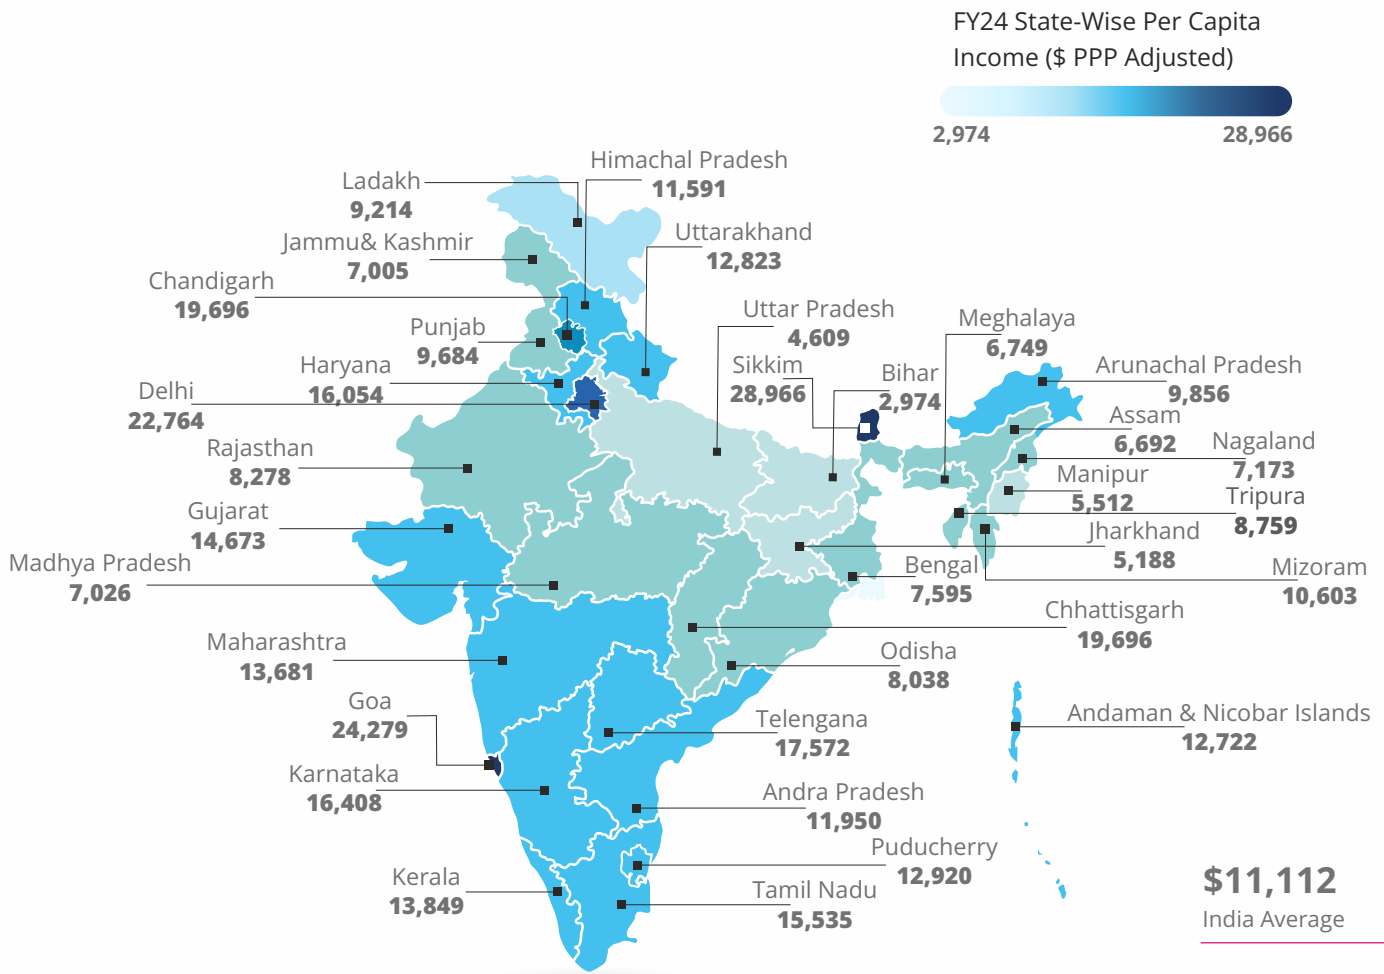 FY24 State-Wise Per Capita
Income ($ PPP Adjusted)
2,974
28,966
Himachal Pradesh
11,591
Ladakh
9,214
Uttarakhand
12,823
Jammu& Kashmir
7,005
Chandigarh
19,696
Punjab
9,684
Uttar Pradesh
4,609
Meghalaya
6,749
Haryana
16,054
Sikkim
28,966
Bihar
2,974
Arunachal Pradesh
9,856
Delhi
22,764
Assam
6,692
Rajasthan
8,278
Nagaland
7,173
Manipur
5,512
Tripura
8,759
Gujarat
14,673
Jharkhand
5,188
Madhya Pradesh
7,026
Bengal
7,595
Mizoram
10,603
Chhattisgarh
19,696
Maharashtra
13,681
Odisha
8,038
Goa
24,279
Telengana
17,572
Andaman & Nicobar Islands
12,722
Karnataka
16,408
Andra Pradesh
11,950
Puducherry
12,920
Kerala
13,849
Tamil Nadu
15,535
$11,112
India Average